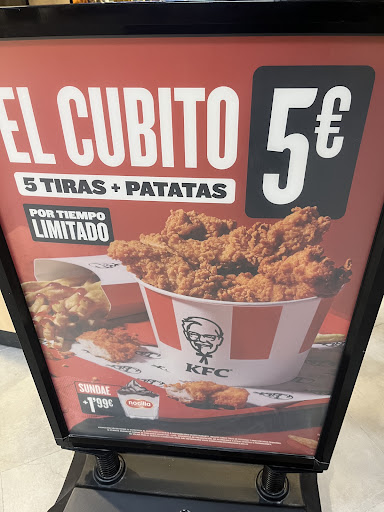 EL CUBITO
5€
5 TIRAS + PATATAS
POR TIEMPO
LIMITADO
KFC
SUNDAE
+1'99€
nocilla